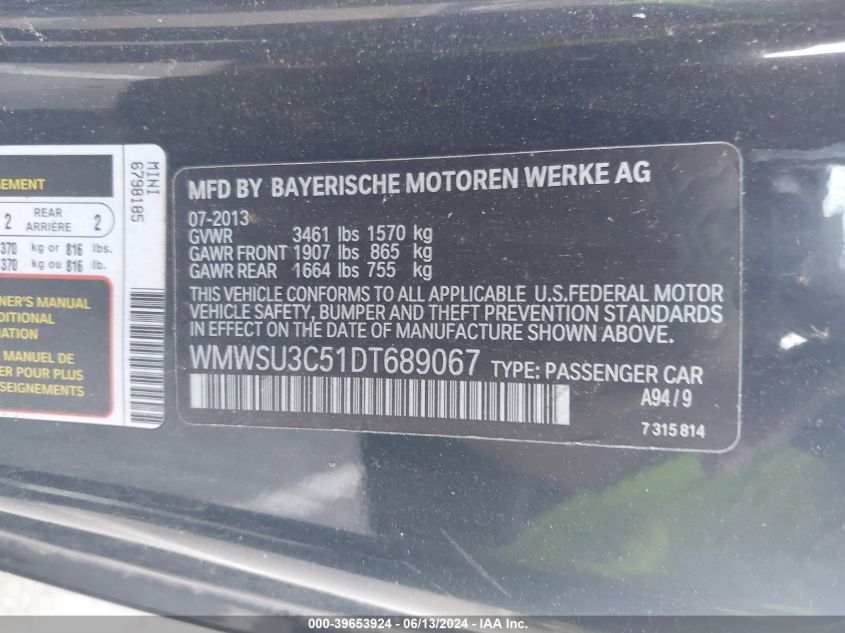 GEMENT
2 REAR 2
ARRIÈRE
370 kg or 816 lbs.
370 kg ou 816 lb.
NER'S MANUAL
DITIONAL
MATION
MANUEL DE
POUR PLUS
SEIGNEMENTS
MINI
6798185
MFD BY BAYERISCHE MOTOREN WERKE AG
07-2013
GVWR 3461 lbs 1570 kg
GAWR FRONT 1907 lbs 865 kg
GAWR REAR 1664 lbs 755 kg
THIS VEHICLE CONFORMS TO ALL APPLICABLE U.S.FEDERAL MOTOR
VEHICLE SAFETY, BUMPER AND THEFT PREVENTION STANDARDS
IN EFFECT ON THE DATE OF MANUFACTURE SHOWN ABOVE.
WMWSU3C51DT689067 TYPE: PASSENGER CAR
A94/9
7 315 814
000-39653924 - 06/13/2024 - IAA Inc.